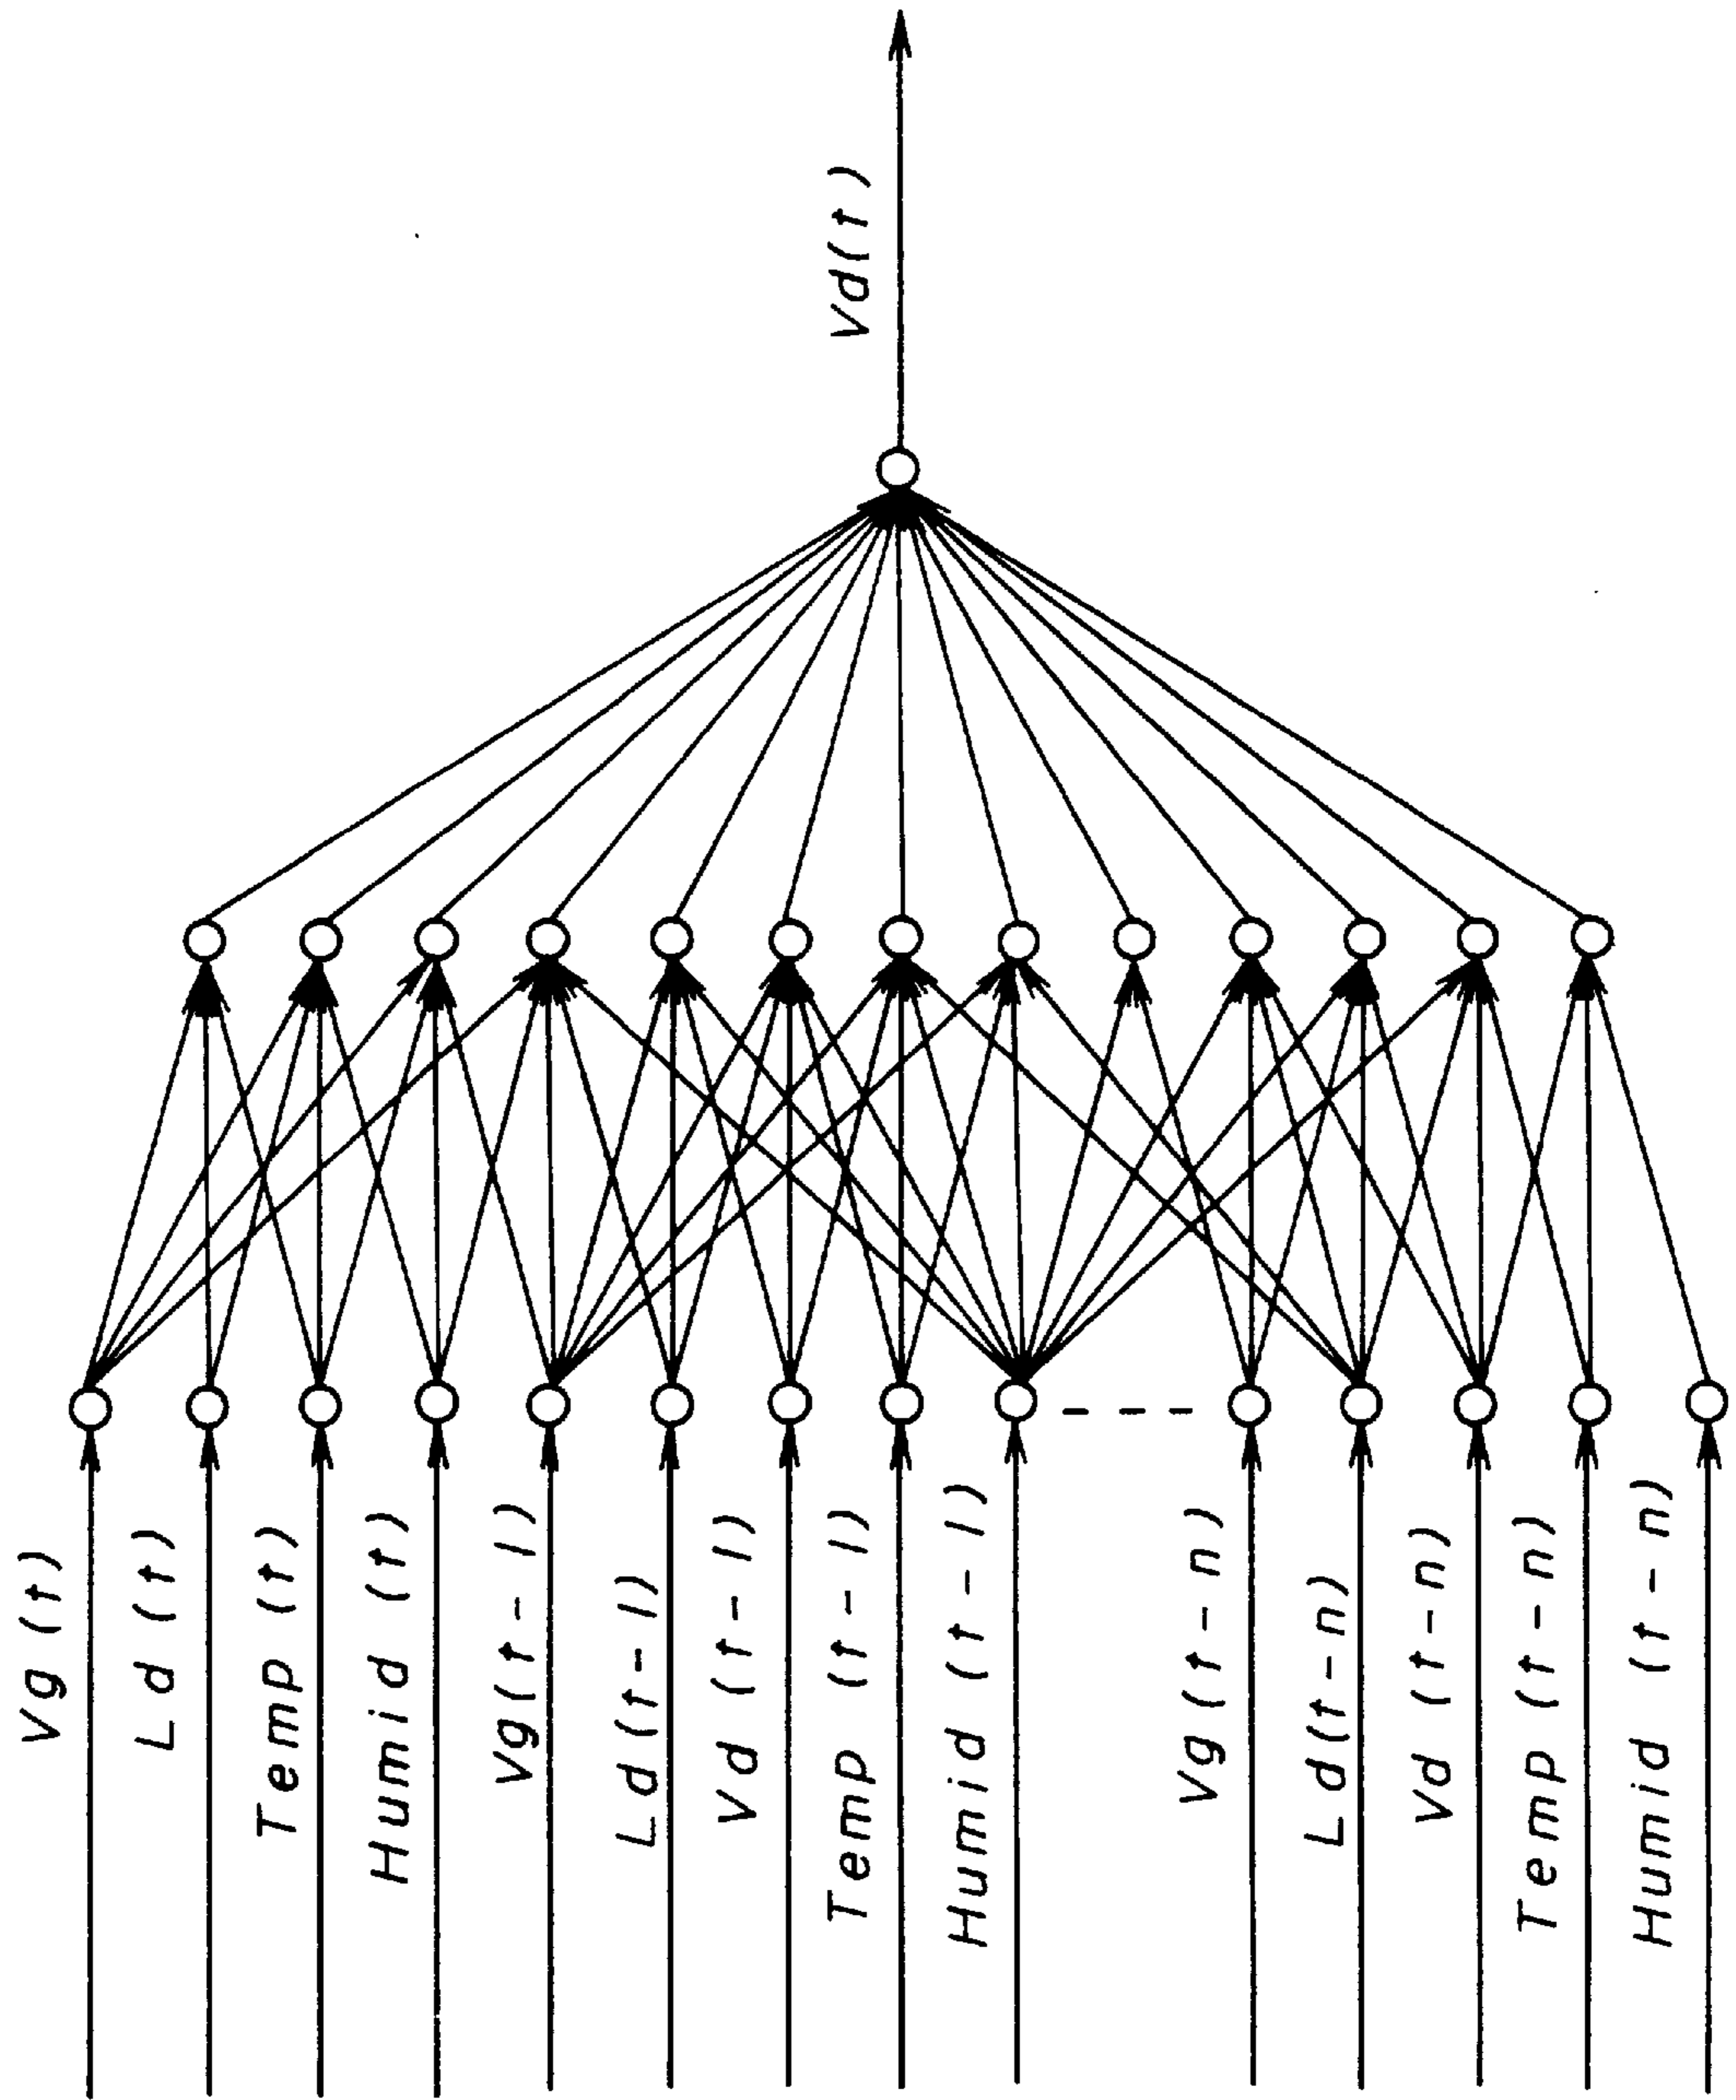 Vd(t)
Vg(t)
Ld(t)
Temp(t)
Humid(t)
Vg(t-1)
Ld(t-1)
Vd(t-1)
Temp(t-1)
Humid(t-1)
Vg(t-n)
Ld(t-n)
Vd(t-n)
Temp(t-n)
Humid(t-n)